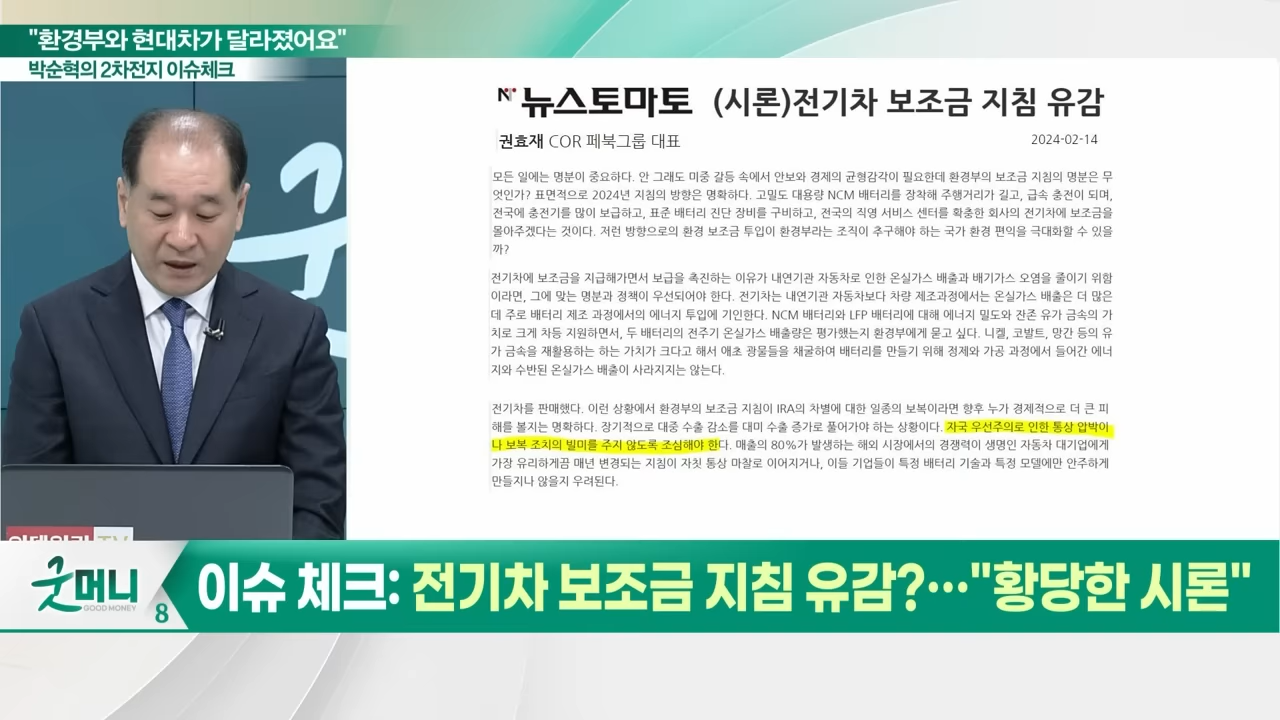 "환경부와 현대차가 달라졌어요"
박순혁의 2차전지 이슈체크
뉴스토마토 (시론)전기차 보조금 지침 유감
권효재 COR 페북그룹 대표
2024-02-14
모든 일에는 명분이 중요하다. 안 그래도 미중 갈등 속에서 안보와 경제의 균형감각이 필요한데 환경부의 보조금 지침의 명분은 무
엇인가? 표면적으로 2024년 지침의 방향은 명확하다. 고밀도 대용량 NCM 배터리를 장착해 주행거리가 길고, 급속 충전이 되며,
전국에 충전기를 많이 보급하고, 표준 배터리 진단 장비를 구비하고, 전국의 직영 서비스 센터를 확충한 회사의 전기차에 보조금을
몰아주겠다는 것이다. 저런 방향으로의 환경 보조금 투입이 환경부라는 조직이 추구해야 하는 국가 환경 편익을 극대화할 수 있을
까?
전기차에 보조금을 지급해가면서 보급을 촉진하는 이유가 내연기관 자동차로 인한 온실가스 배출과 배기가스 오염을 줄이기 위함
이라면, 그에 맞는 명분과 정책이 우선되어야 한다. 전기차는 내연기관 자동차보다 차량 제조과정에서는 온실가스 배출은 더 많은
데 주로 배터리 제조 과정에서의 에너지 투입에 기인한다. NCM 배터리와 LFP 배터리에 대해 에너지 밀도와 잔존 유가 금속의 가
치로 크게 차등 지원하면서, 두 배터리의 전주기 온실가스 배출량은 평가했는지 환경부에게 묻고 싶다. 니켈, 코발트, 망간 등의 유
가 금속을 재활용하는 하는 가치가 크다고 해서 애초 광물들을 채굴하여 배터리를 만들기 위해 정제와 가공 과정에서 들어간 에너
지와 수반된 온실가스 배출이 사라지지는 않는다.
전기차를 판매했다. 이런 상황에서 환경부의 보조금 지침이 IRA의 차별에 대한 일종의 보복이라면 향후 누가 경제적으로 더 큰 피
해를 볼지는 명확하다. 장기적으로 대중 수출 감소를 대미 수출 증가로 풀어가야 하는 상황이다. 자국 우선주의로 인한 통상 압박이
나 보복 조치의 빌미를 주지 않도록 조심해야 한다. 매출의 80%가 발생하는 해외 시장에서의 경쟁력이 생명인 자동차 대기업에게
가장 유리하게끔 매년 변경되는 지침이 자칫 통상 마찰로 이어지거나, 이들 기업들이 특정 배터리 기술과 특정 모델에만 안주하게
만들지나 않을지 우려된다.
굿머니
GOOD MONEY
8
이슈 체크: 전기차 보조금 지침 유감?…"황당한 시론"